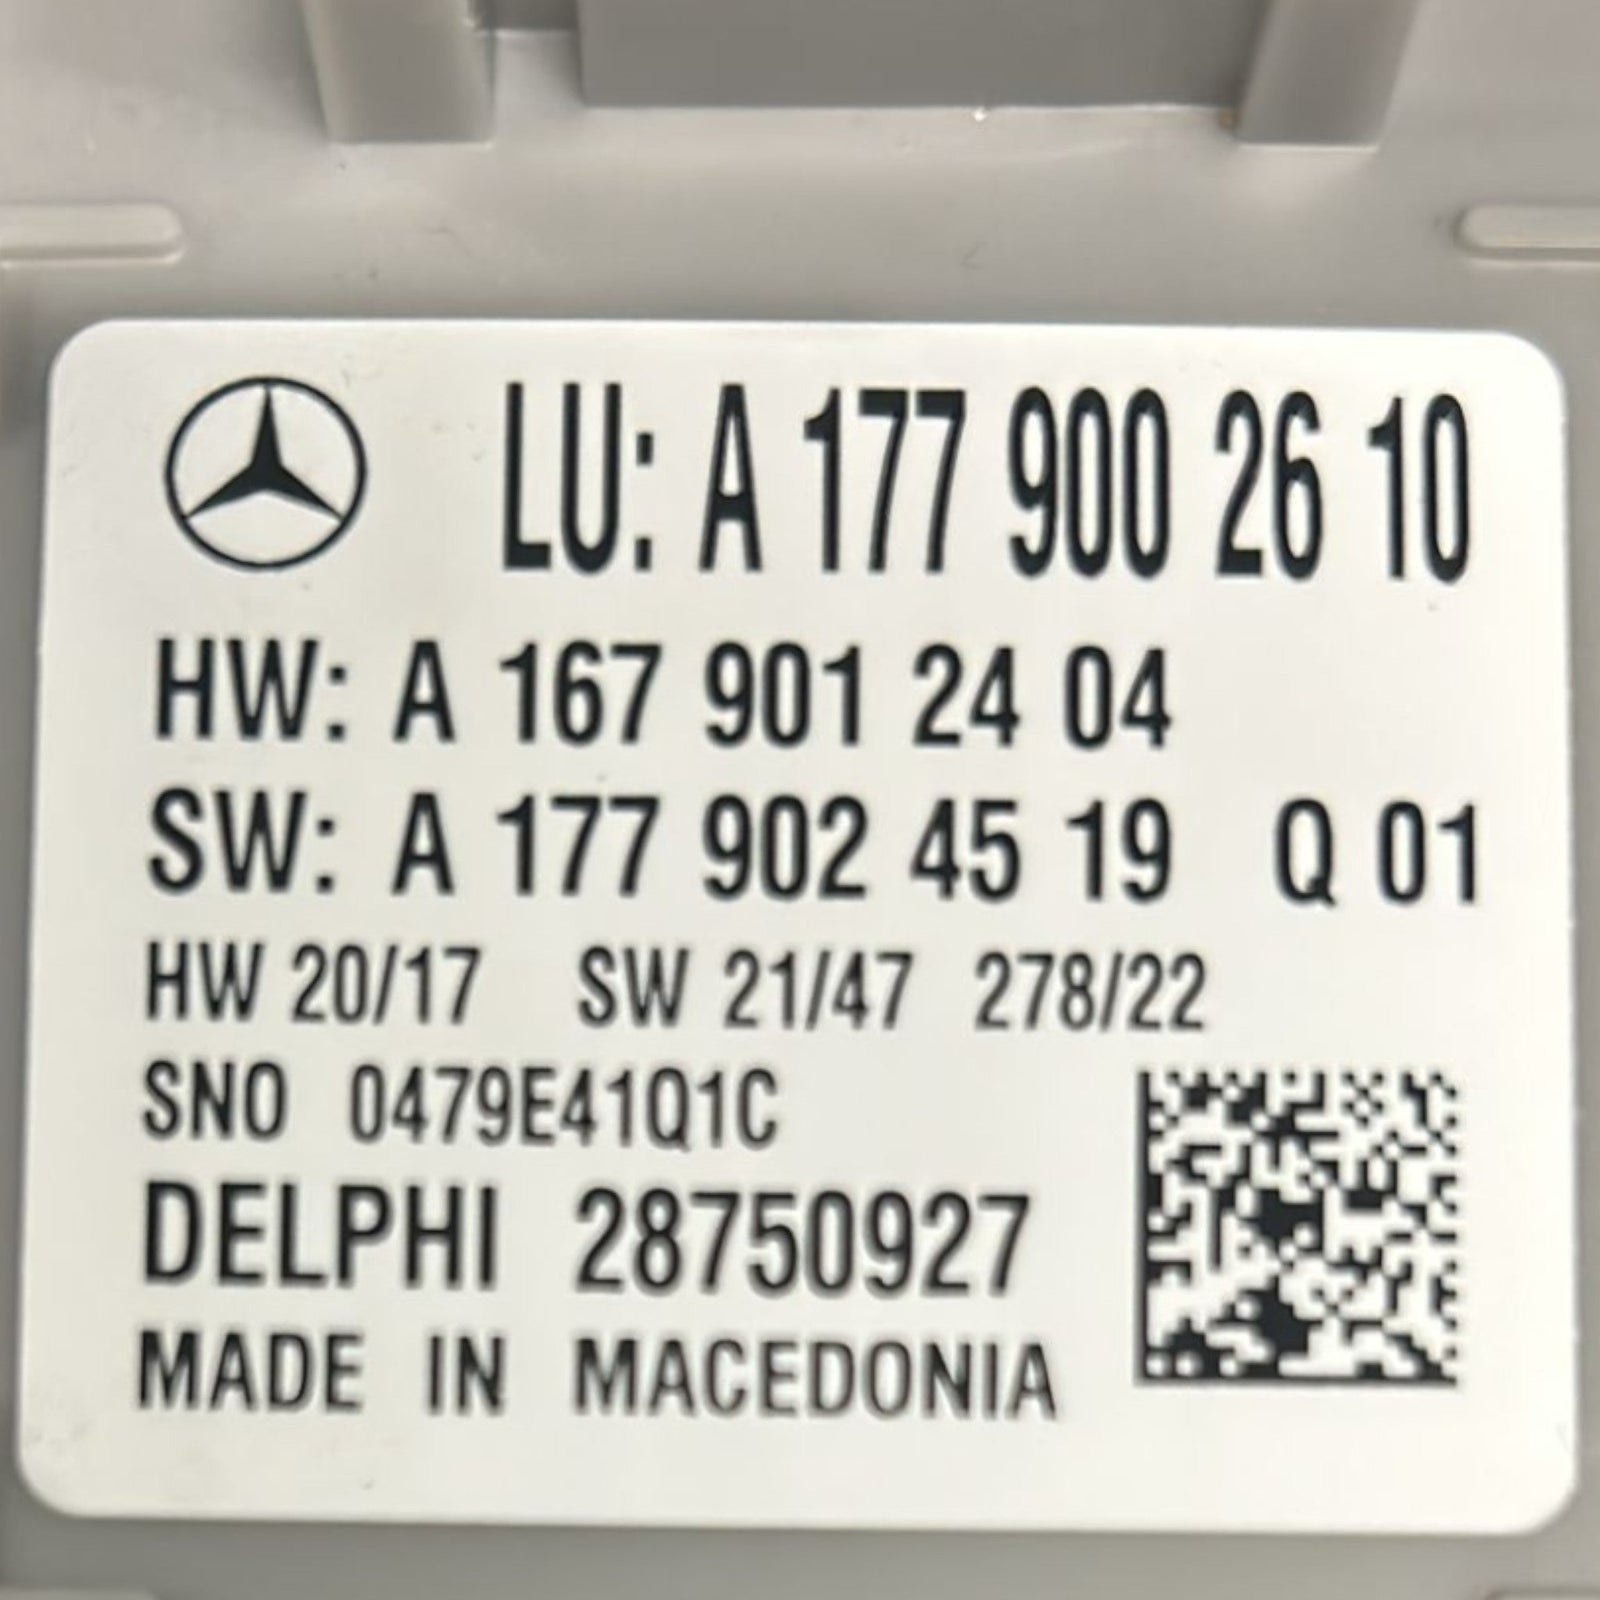 LU: A 177 900 26 10
HW: A 167 901 24 04
SW: A 177 902 45 19 Q 01
HW 20/17 SW 21/47 278/22
SNO 0479E41Q1C
DELPHI 28750927
MADE IN MACEDONIA